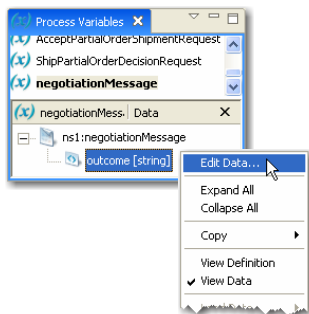 (x) Process Variables
(x) AcceptPartialOrderShipmentRequest
(x) ShipPartialOrderDecisionRequest
(x) negotiationMessage
(x) negotiationMess. Data
ns1:negotiationMessage
outcome [string]
Edit Data...
Expand All
Collapse All
Copy
View Definition
View Data